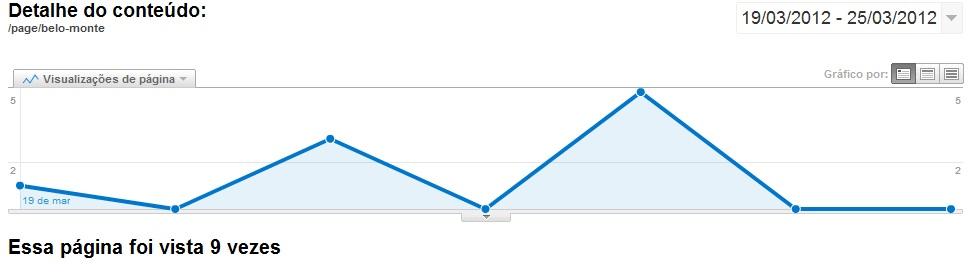 Detalhe do conteúdo:
/page/belo-monte
19/03/2012 - 25/03/2012
Visualizações de página
Gráfico por:
5
5
2
2
19 de mar
Essa página foi vista 9 vezes